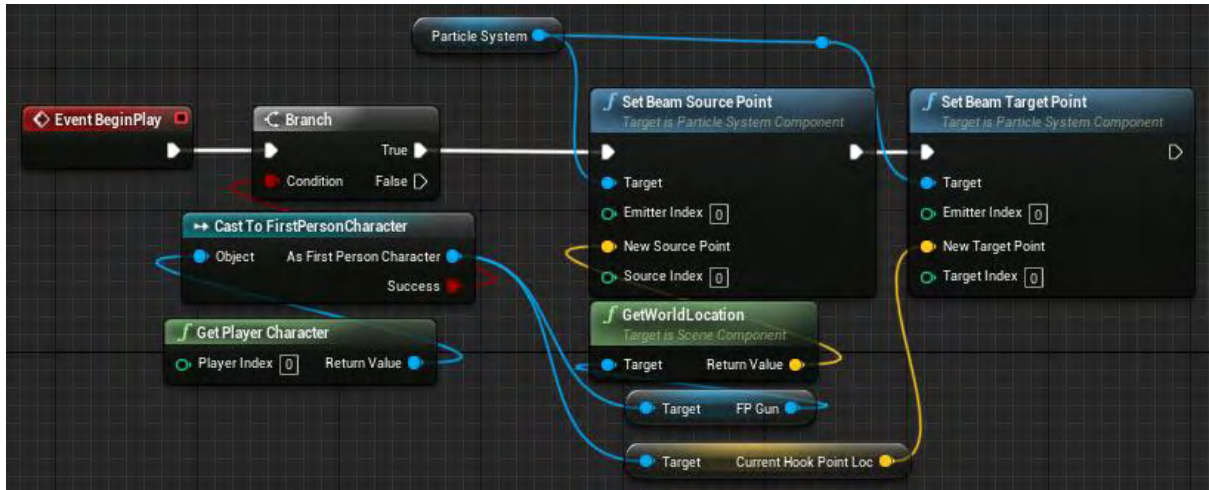 Particle System
Event BeginPlay
Branch
True
Condition False
Cast To FirstPersonCharacter
Object As First Person Character
Success
Get Player Character
Player Index 0 Return Value
Set Beam Source Point
Target is Particle System Component
Target
Emitter Index 0
New Source Point
Source Index 0
GetWorldLocation
Target is Scene Component
Target Return Value
Target FP Gun
Target Current Hook Point Loc
Set Beam Target Point
Target is Particle System Component
Target
Emitter Index 0
New Target Point
Target Index 0